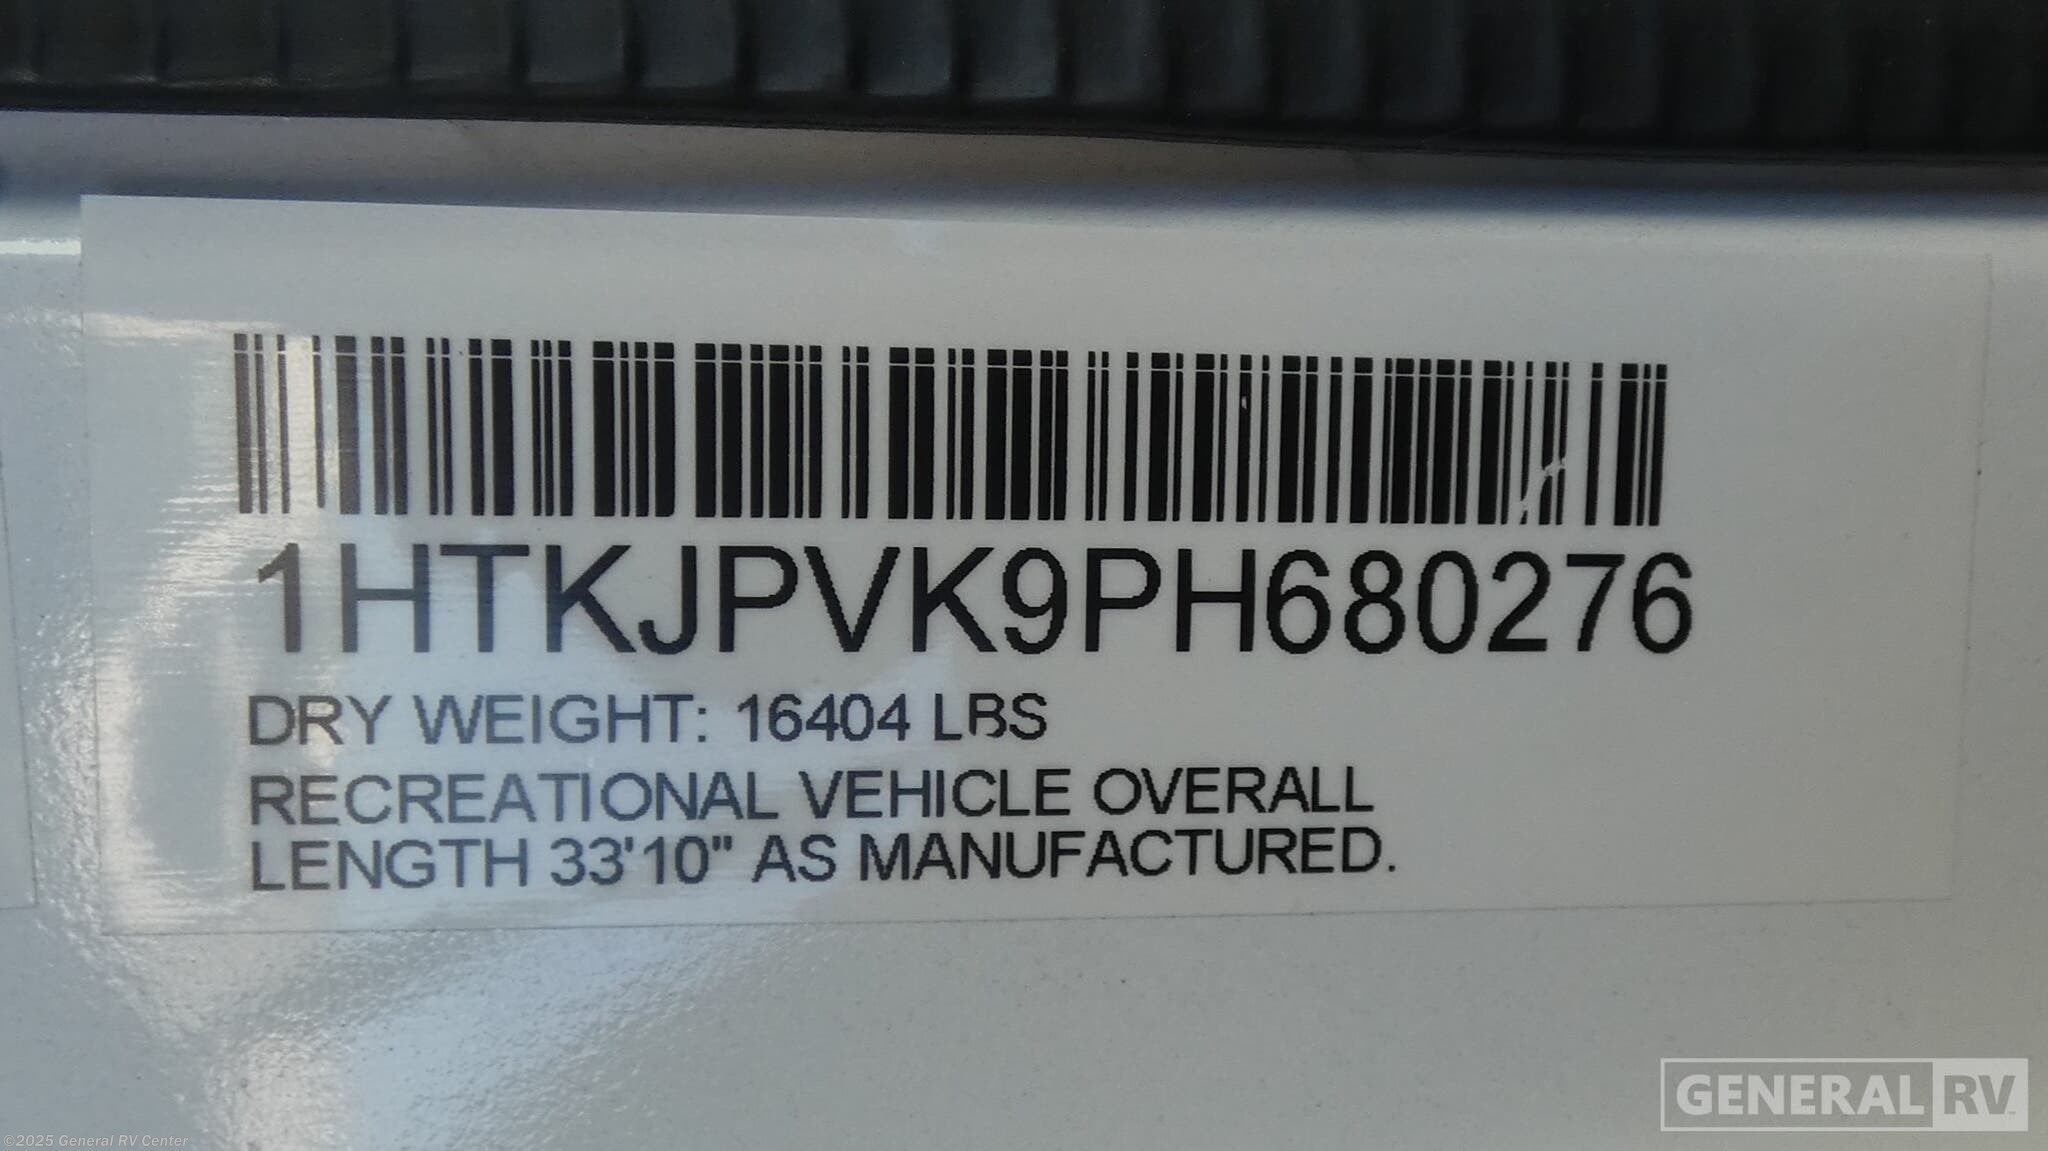 1HTKJPVK9PH680276
DRY WEIGHT: 16404 LBS
RECREATIONAL VEHICLE OVERALL
LENGTH 33'10" AS MANUFACTURED.
GENERAL RV
©2025 General RV Center